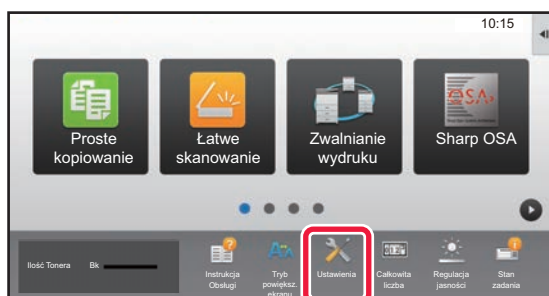 10:15
Proste
kopiowanie
Łatwe
skanowanie
Zwalnianie
wydruku
Sharp OSA
OSA
Ilość Tonera Bk
Instrukcja
Obsługi
Tryb
powiększ.
ekranu
Ustawienia
Całkowita
liczba
Regulacja
jasności
Stan
zadania